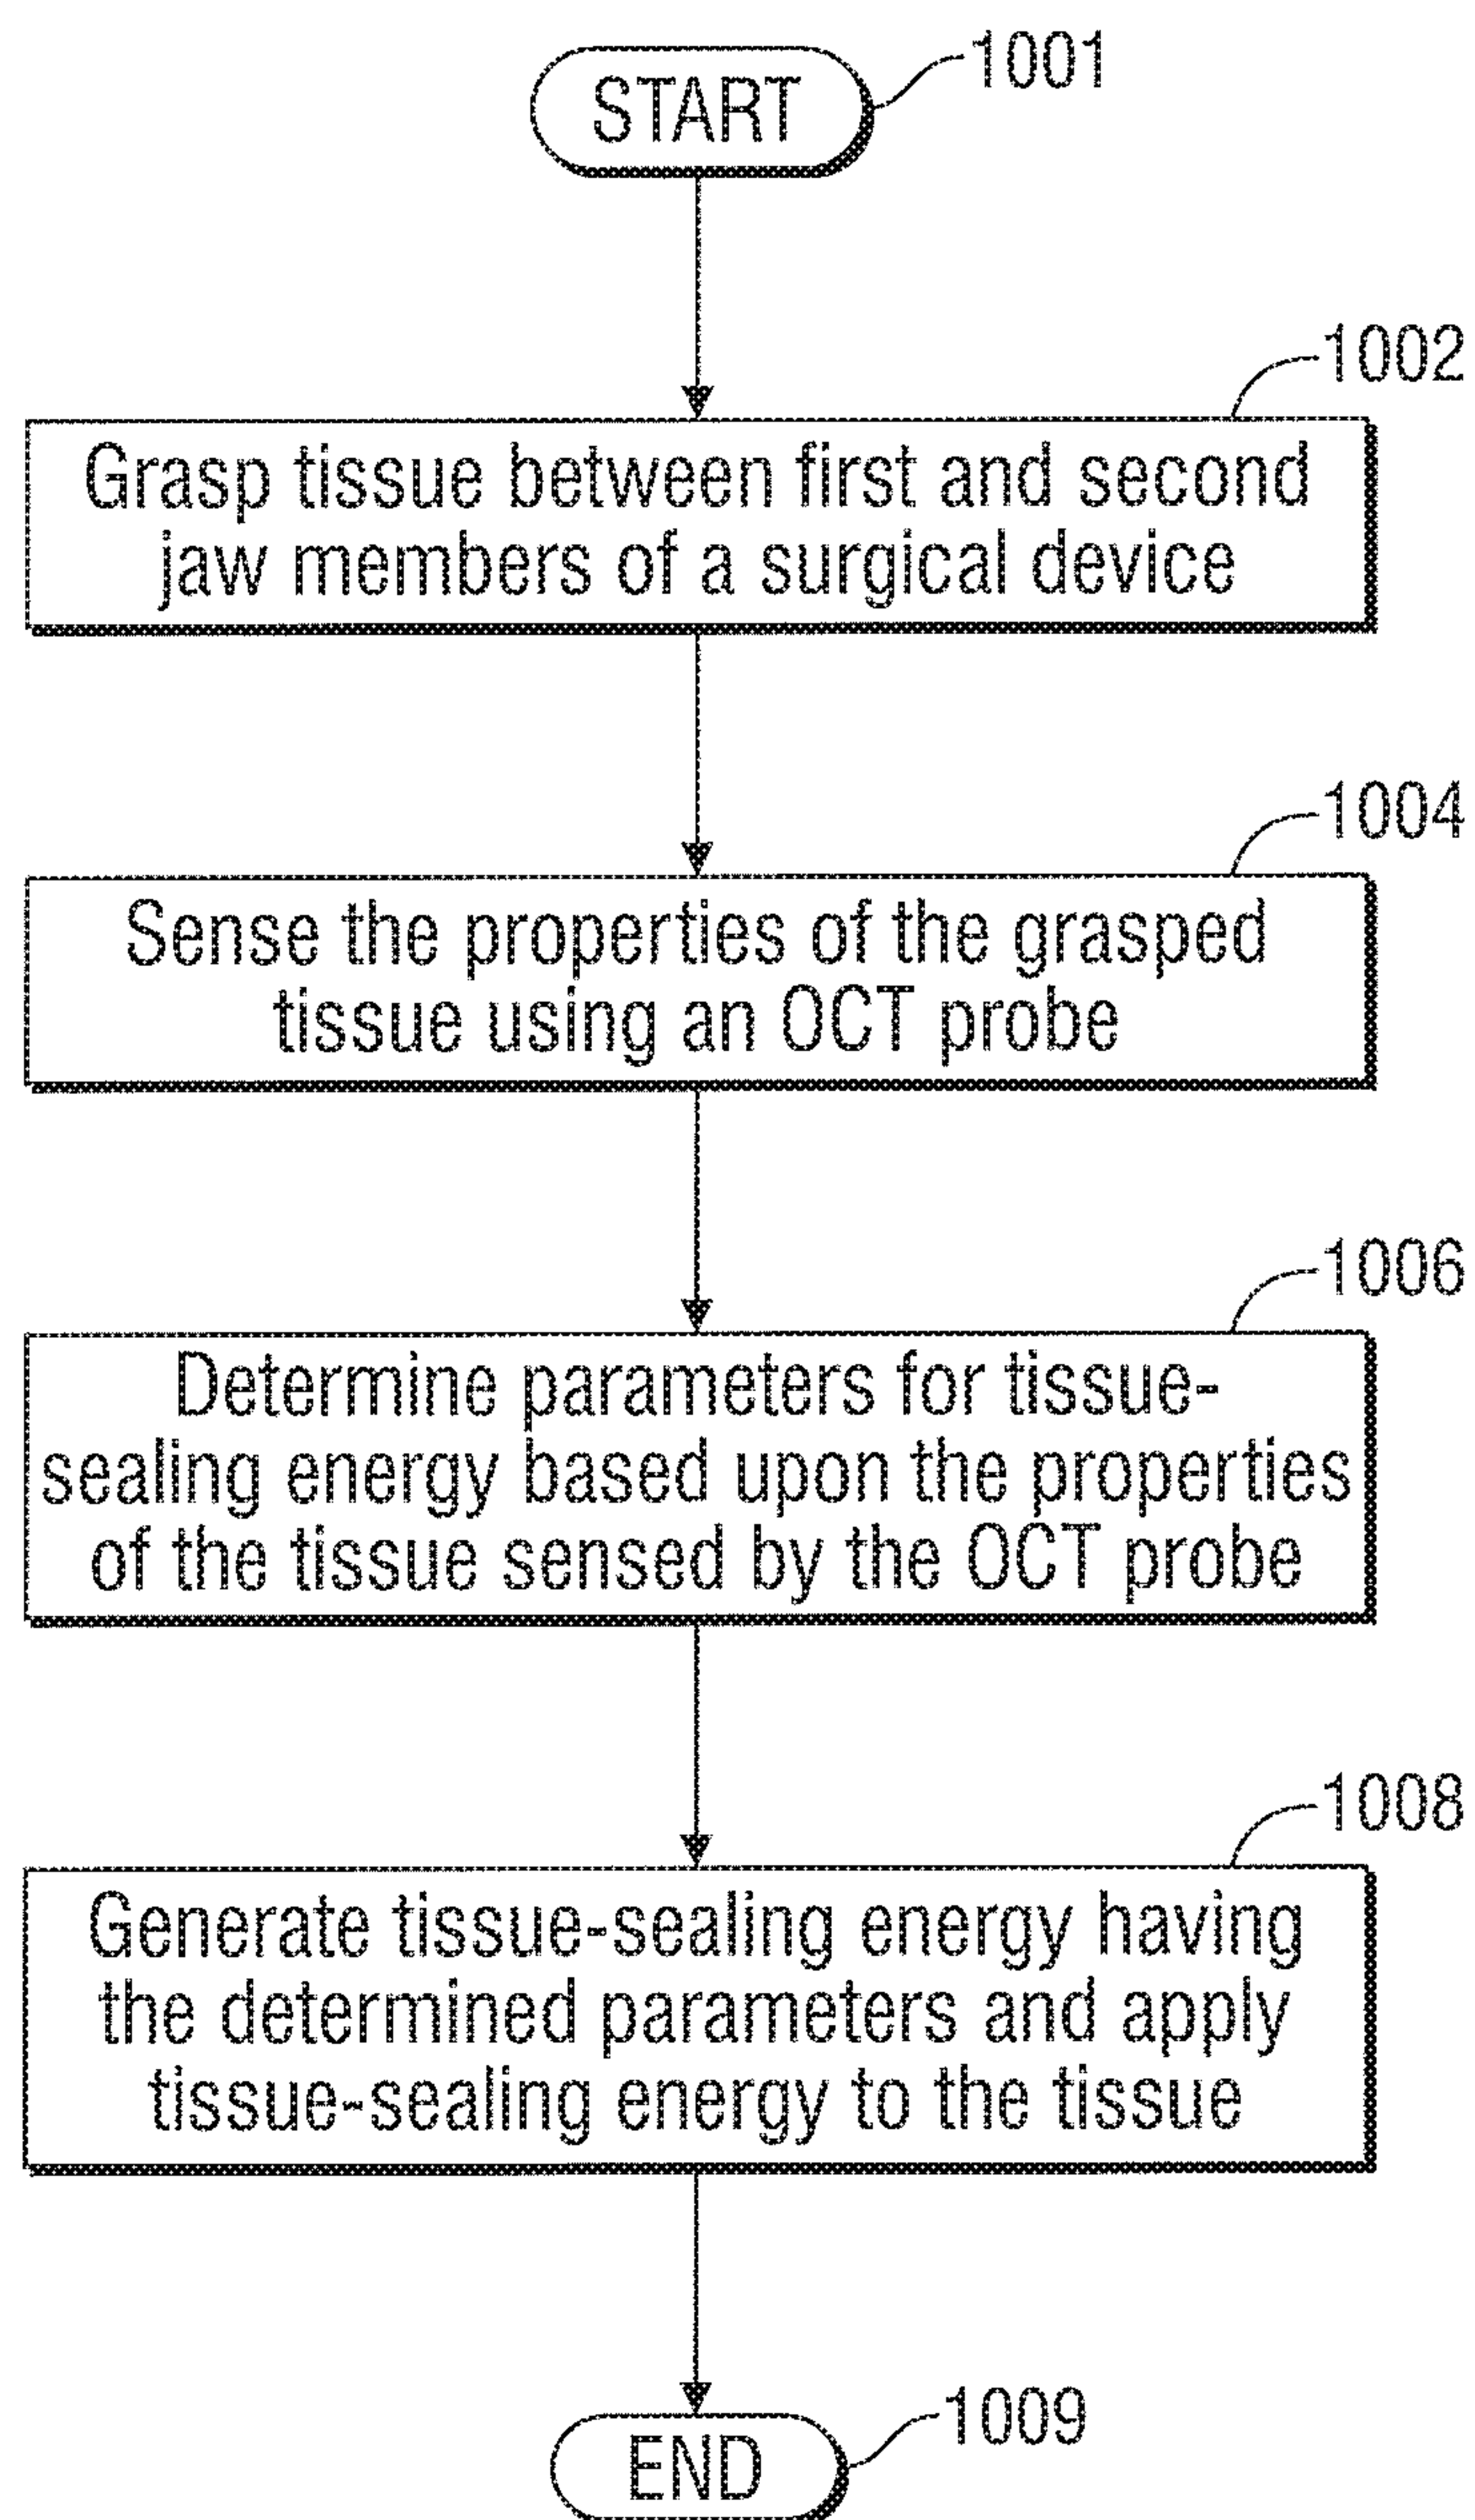 START
1001
1002
Grasp tissue between first and second
jaw members of a surgical device
1004
Sense the properties of the grasped
tissue using an OCT probe
1006
Determine parameters for tissue-
sealing energy based upon the properties
of the tissue sensed by the OCT probe
1008
Generate tissue-sealing energy having
the determined parameters and apply
tissue-sealing energy to the tissue
1009
END